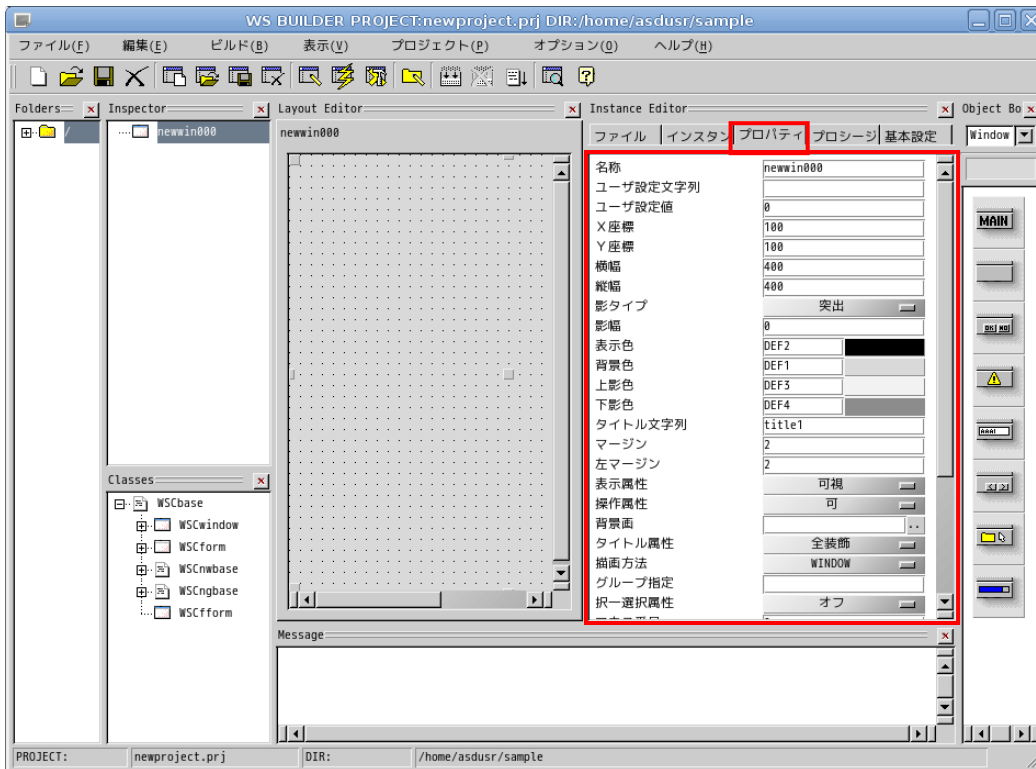 WS BUILDER PROJECT:newproject.prj DIR:/home/asdusr/sample
ファイル(F) 編集(E) ビルド(B) 表示(V) プロジェクト(P) オプション(O) ヘルプ(H)
Folders
/
Inspector
newwin000
Classes
WSCbase
WSCwindow
WSCform
WSCnwbase
WSCngbase
WSCfform
Layout Editor
newwin000
Instance Editor
ファイル インスタン プロパティ プロシージ 基本設定
名称 newwin000
ユーザ設定文字列
ユーザ設定値 0
X座標 100
Y座標 100
横幅 400
縦幅 400
影タイプ 突出
影幅 0
表示色 DEF2
背景色 DEF1
上影色 DEF3
下影色 DEF4
タイトル文字列 title1
マージン 2
左マージン 2
表示属性 可視
操作属性 可
背景画 ..
タイトル属性 全装飾
描画方法 WINDOW
グループ指定
択一選択属性 オフ
Object Bo
Window
MAIN
OK NO
Message
PROJECT: newproject.prj DIR: /home/asdusr/sample